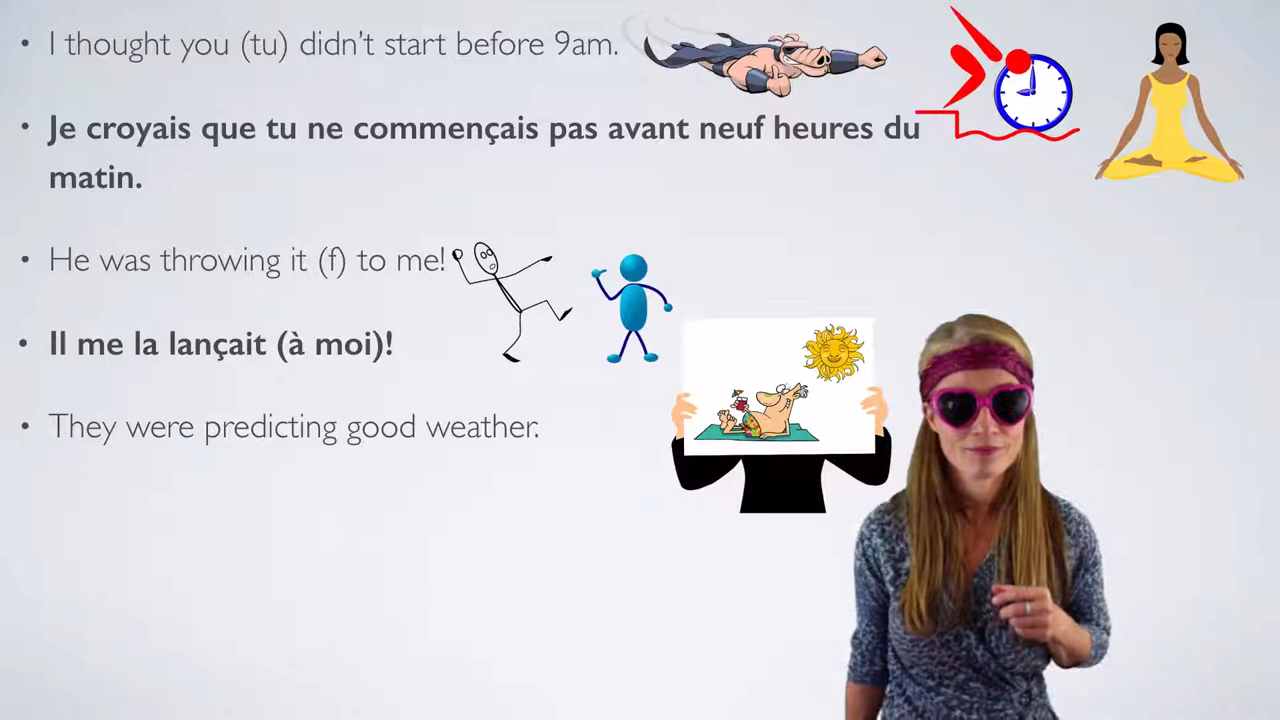 • I thought you (tu) didn't start before 9am.
• Je croyais que tu ne commençais pas avant neuf heures du
matin.
• He was throwing it (f) to me!
• Il me la lançait (à moi)!
• They were predicting good weather.